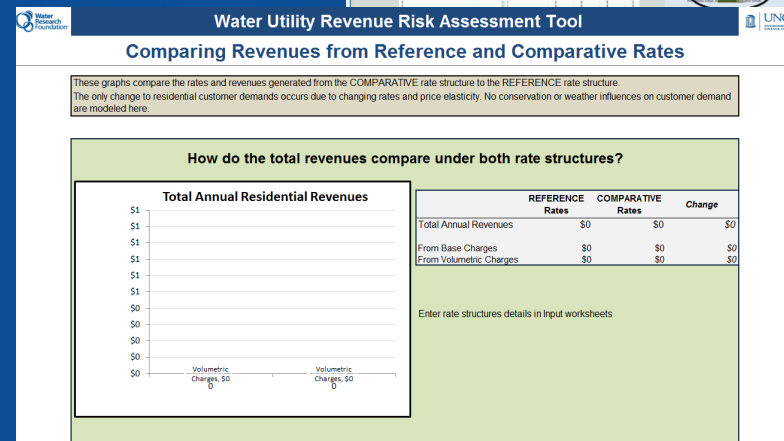 Water
Research
Foundation
Water Utility Revenue Risk Assessment Tool
UNC
Comparing Revenues from Reference and Comparative Rates
These graphs compare the rates and revenues generated from the COMPARATIVE rate structure to the REFERENCE rate structure.
The only change to residential customer demands occurs due to changing rates and price elasticity. No conservation or weather influences on customer demand
are modeled here.
How do the total revenues compare under both rate structures?
Total Annual Residential Revenues
$1
$1
$1
$1
$1
$1
$0
$0
$0
$0
$0
Volumetric
Charges, $0
0
Volumetric
Charges, $0
0
REFERENCE Rates COMPARATIVE Rates Change
Total Annual Revenues $0 $0 $0
From Base Charges $0 $0 $0
From Volumetric Charges $0 $0 $0
Enter rate structures details in Input worksheets